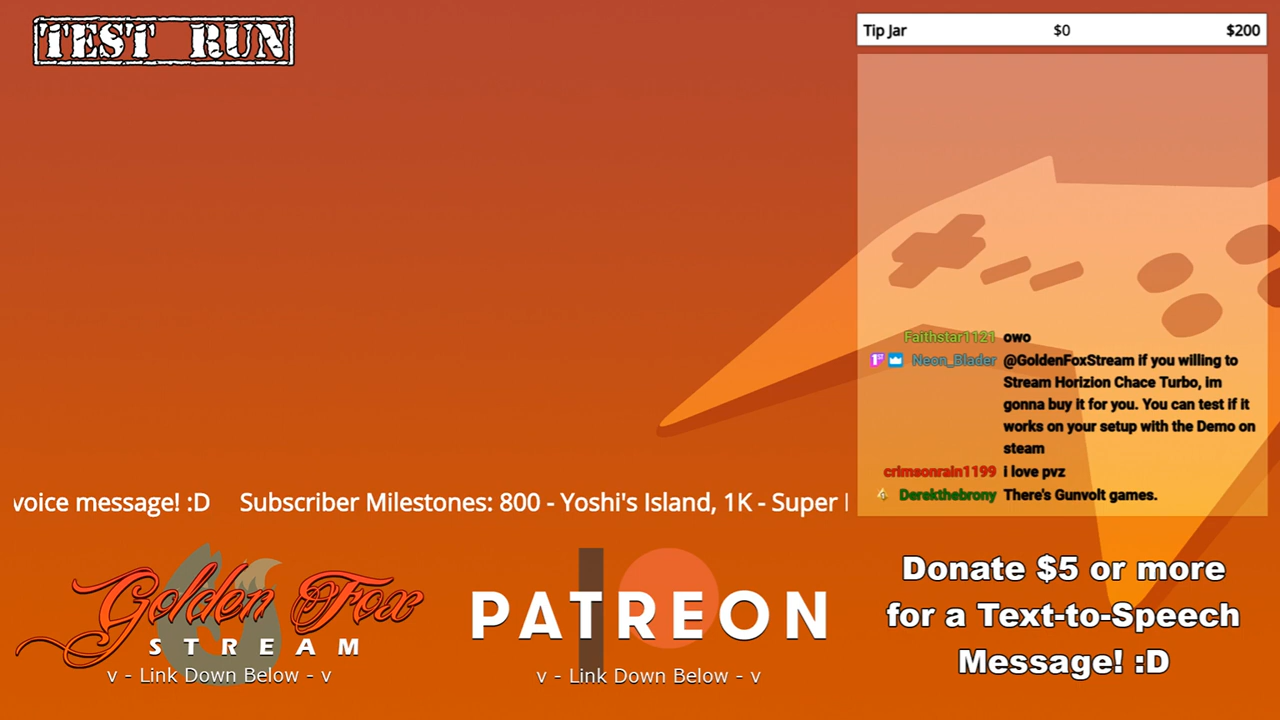 TEST RUN
Tip Jar $0 $200
Faithstar1121 owo
Neon_Blader @GoldenFoxStream if you willing to
Stream Horizion Chace Turbo, im
gonna buy it for you. You can test if it
works on your setup with the Demo on
steam
crimsonrain1199 i love pvz
Derekthebrony There's Gunvolt games.
voice message! :D Subscriber Milestones: 800 - Yoshi's Island, 1K - Super
Golden Fox
STREAM
v - Link Down Below - v
PATREON
v - Link Down Below - v
Donate $5 or more
for a Text-to-Speech
Message! :D